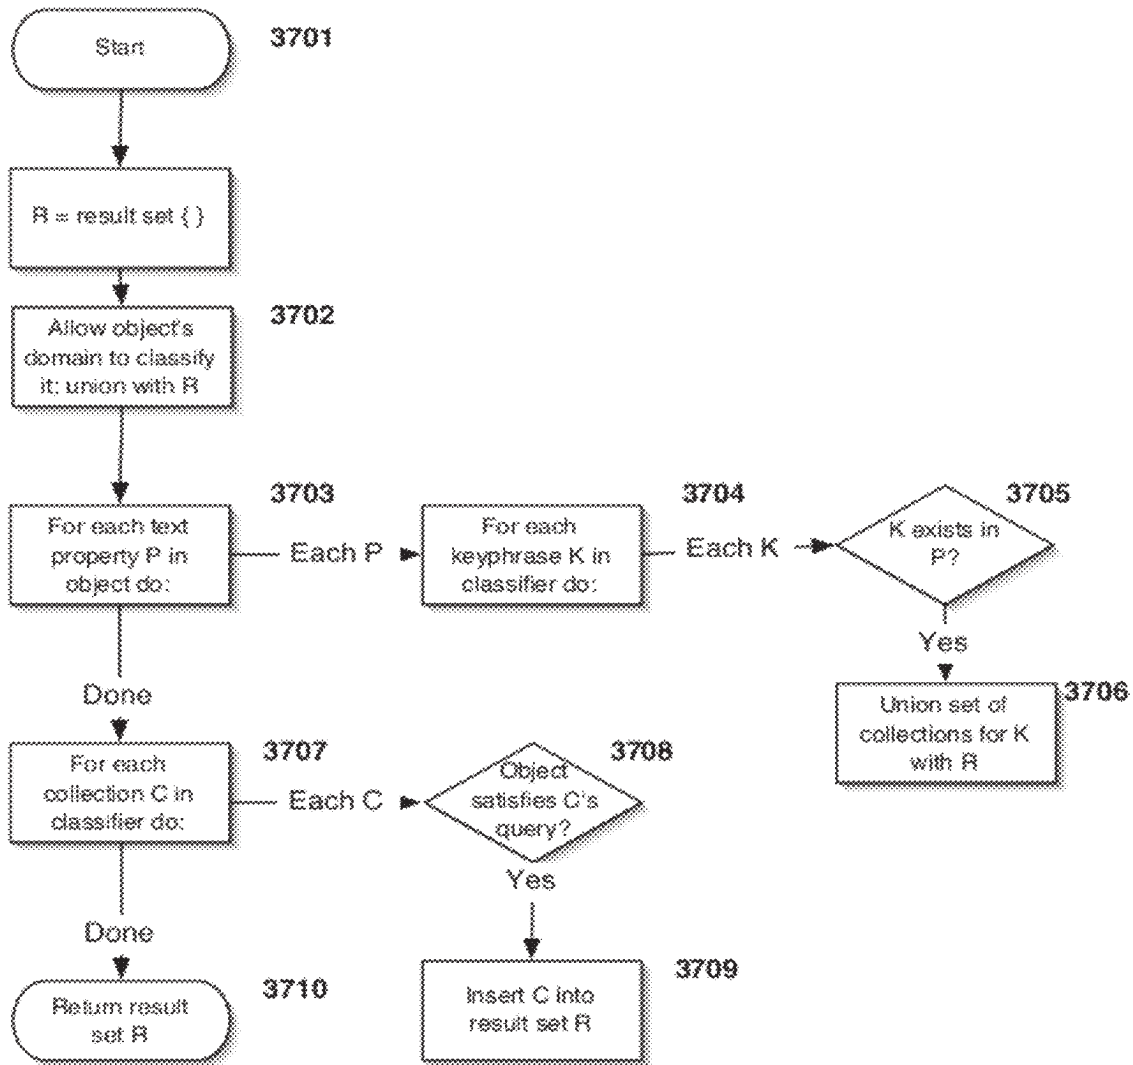 Start
3701
R = result set { }
3702
Allow object's
domain to classify
it; union with R
3703
For each text
property P in
object do:
Each P
3704
For each
keyphrase K in
classifier do:
Each K
3705
K exists in
P?
Yes
3706
Union set of
collections for K
with R
Done
3707
For each
collection C in
classifier do:
Each C
3708
Object
satisfies C's
query?
Yes
3709
Insert C into
result set R
Done
3710
Return result
set R